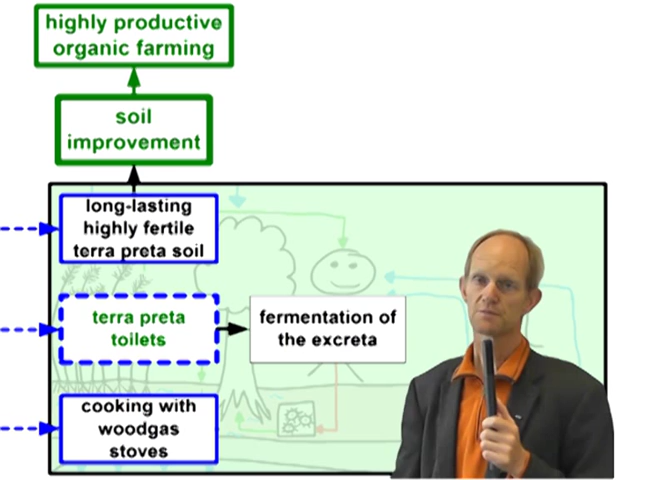 highly productive
organic farming
soil
improvement
long-lasting
highly fertile
terra preta soil
terra preta
toilets
fermentation of
the excreta
cooking with
woodgas
stoves